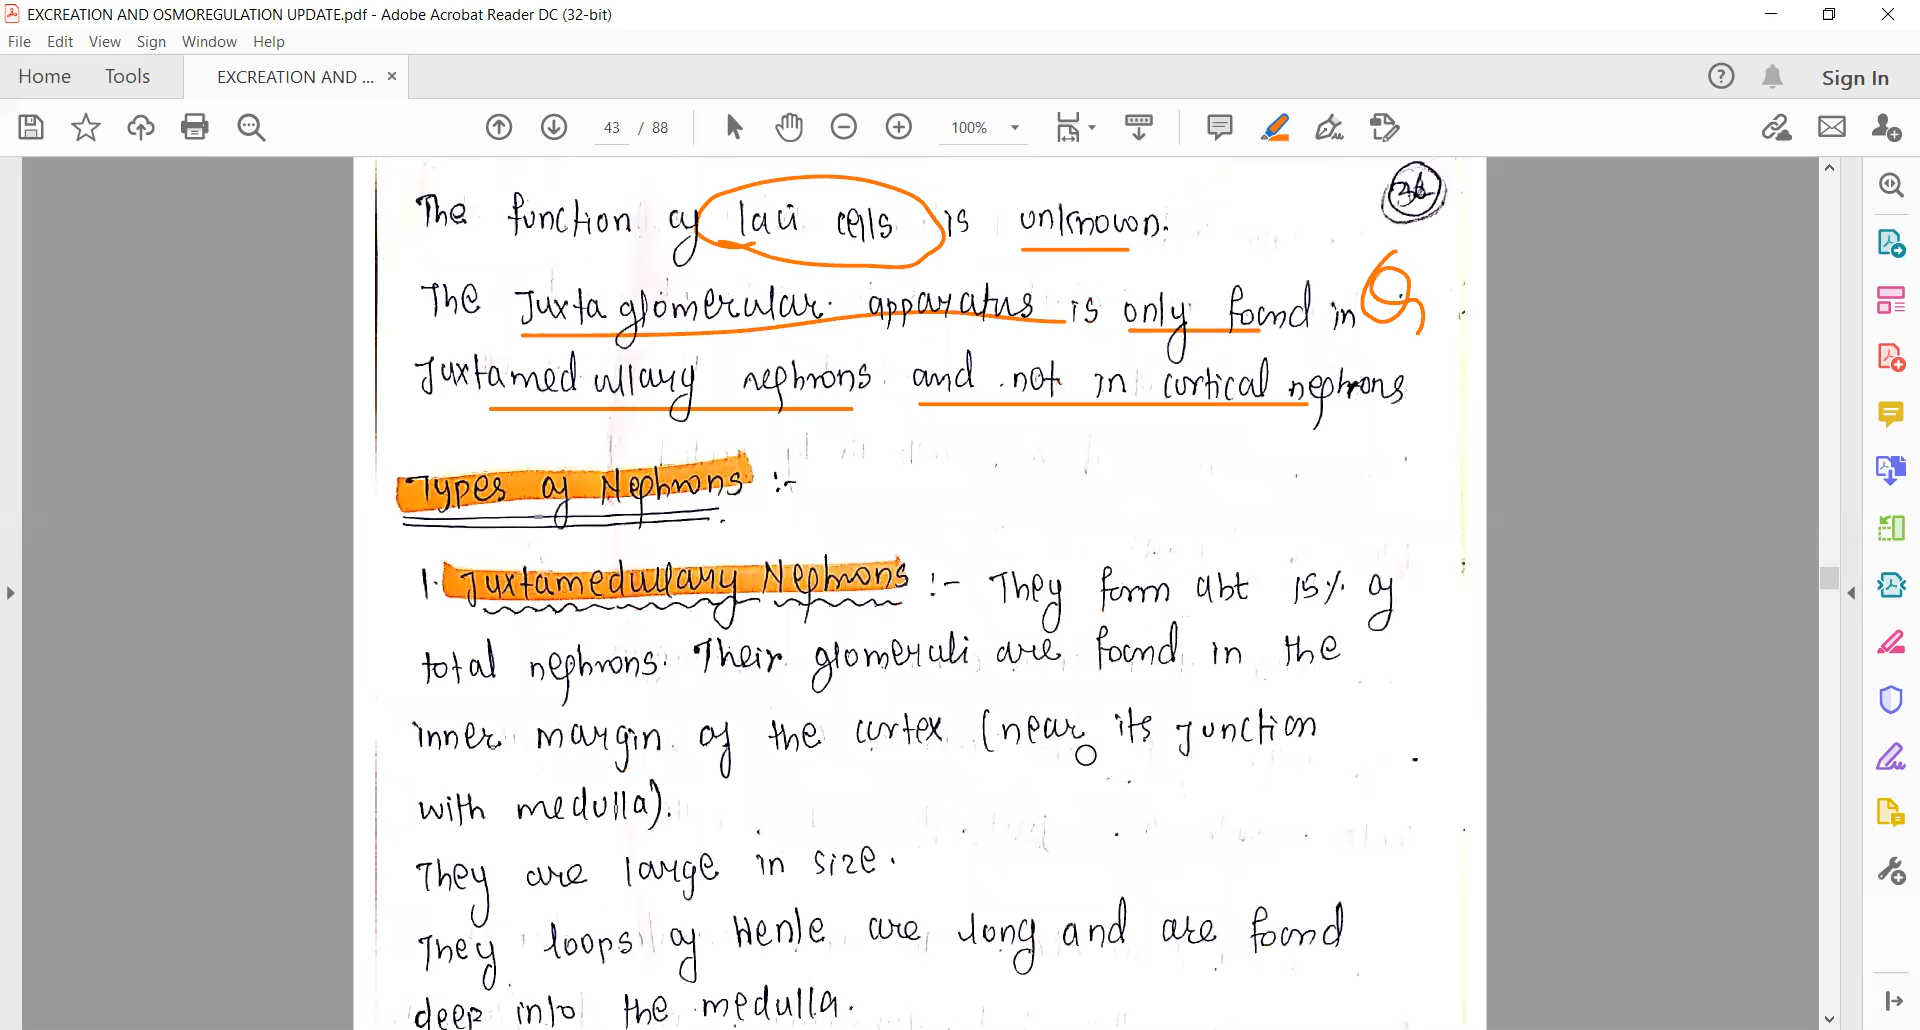 EXCREATION AND OSMOREGULATION UPDATE.pdf - Adobe Acrobat Reader DC (32-bit)
File Edit View Sign Window Help
Home Tools EXCREATION AND ... × Sign In
43 / 88 100%
36
The function of laci cells is unknown.
The Juxta glomerular apparatus is only found in
Juxtamedullary nephrons and not in cortical nephrons
Types of Nephrons :-
1. Juxtamedullary Nephrons :- They form abt 15% of
total nephrons. Their glomeruli are found in the
inner margin of the cortex (near its junction
with medulla).
They are large in size.
They loops of Henle are long and are found
deep into the medulla.